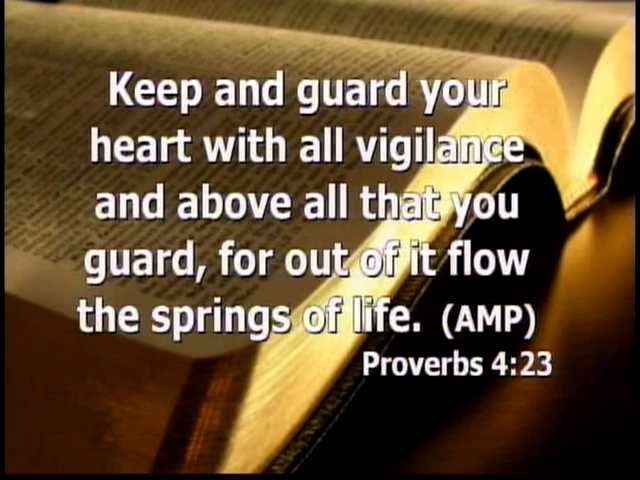 Keep and guard your
heart with all vigilance
and above all that you
guard, for out of it flow
the springs of life. (AMP)
Proverbs 4:23